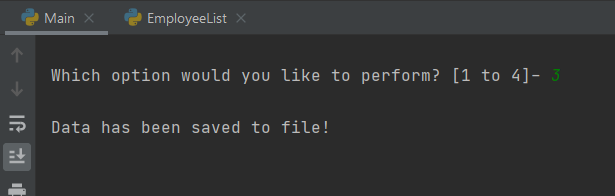 Main
EmployeeList
Which option would you like to perform? [1 to 4]- 3
Data has been saved to file!